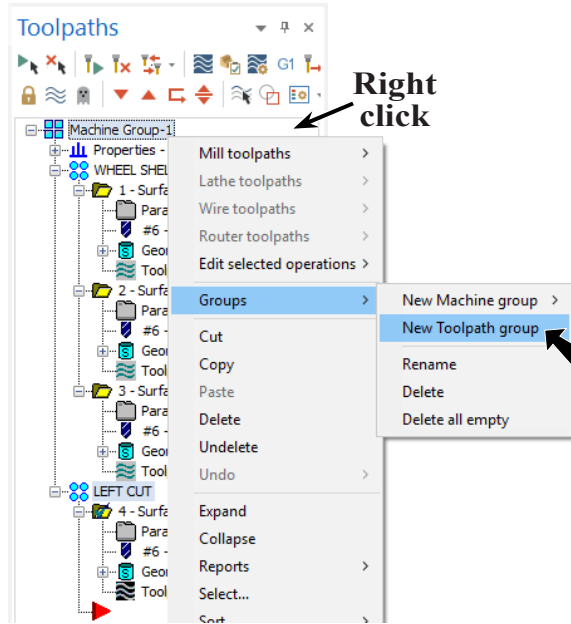 Toolpaths
G1
Right
click
Machine Group-1
Properties -
WHEEL SHEL
1 - Surfa
Para
#6 -
Geor
Tool
2 - Surfa
Para
#6 -
Geor
Tool
3 - Surfa
Para
#6 -
Geor
Tool
LEFT CUT
4 - Surfa
Para
#6 -
Geor
Tool
Mill toolpaths
Lathe toolpaths
Wire toolpaths
Router toolpaths
Edit selected operations
Groups
Cut
Copy
Paste
Delete
Undelete
Undo
Expand
Collapse
Reports
Select...
Sort
New Machine group
New Toolpath group
Rename
Delete
Delete all empty